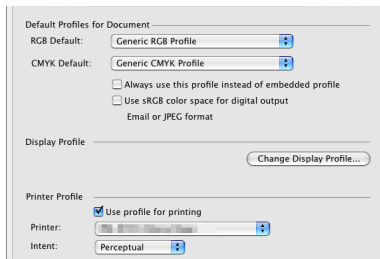 Default Profiles for Document
RGB Default: Generic RGB Profile
CMYK Default: Generic CMYK Profile
Always use this profile instead of embedded profile
Use sRGB color space for digital output
Email or JPEG format
Display Profile
Change Display Profile...
Printer Profile
Use profile for printing
Printer:
Intent: Perceptual